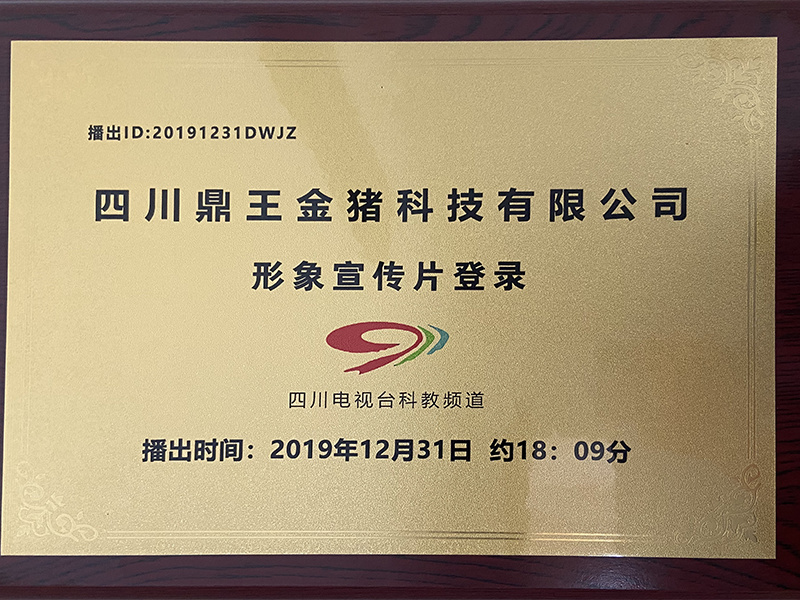 播出ID:20191231DWJZ
四川鼎王金猪科技有限公司
形象宣传片登录
四川电视台科教频道
播出时间：2019年12月31日 约18：09分